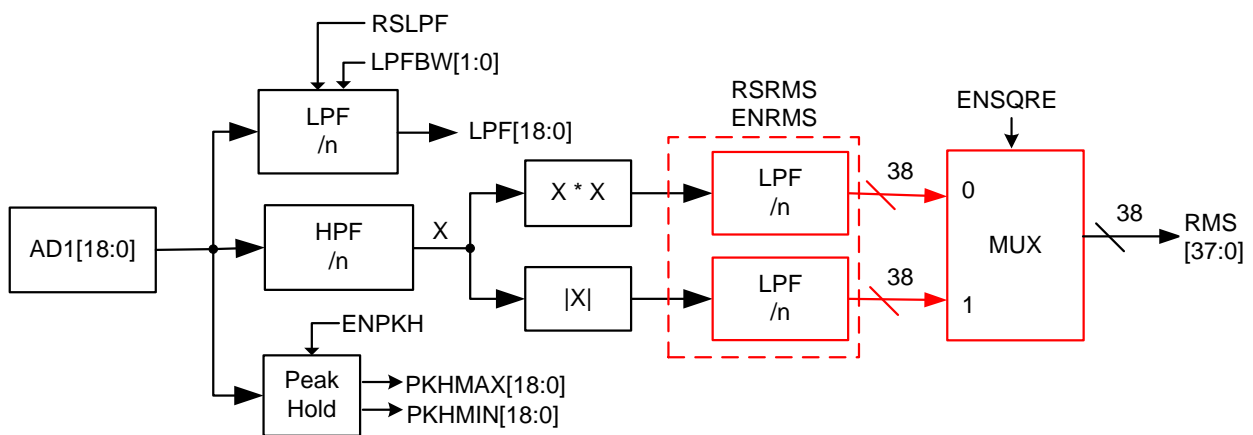 RSLPF
LPFBW[1:0]
LPF
/n
LPF[18:0]
RSRMS
ENRMS
ENSQRE
X * X
LPF
/n
38
0
AD1[18:0]
HPF
/n
X
MUX
38
RMS
[37:0]
|X|
LPF
/n
38
1
ENPKH
Peak
Hold
PKHMAX[18:0]
PKHMIN[18:0]